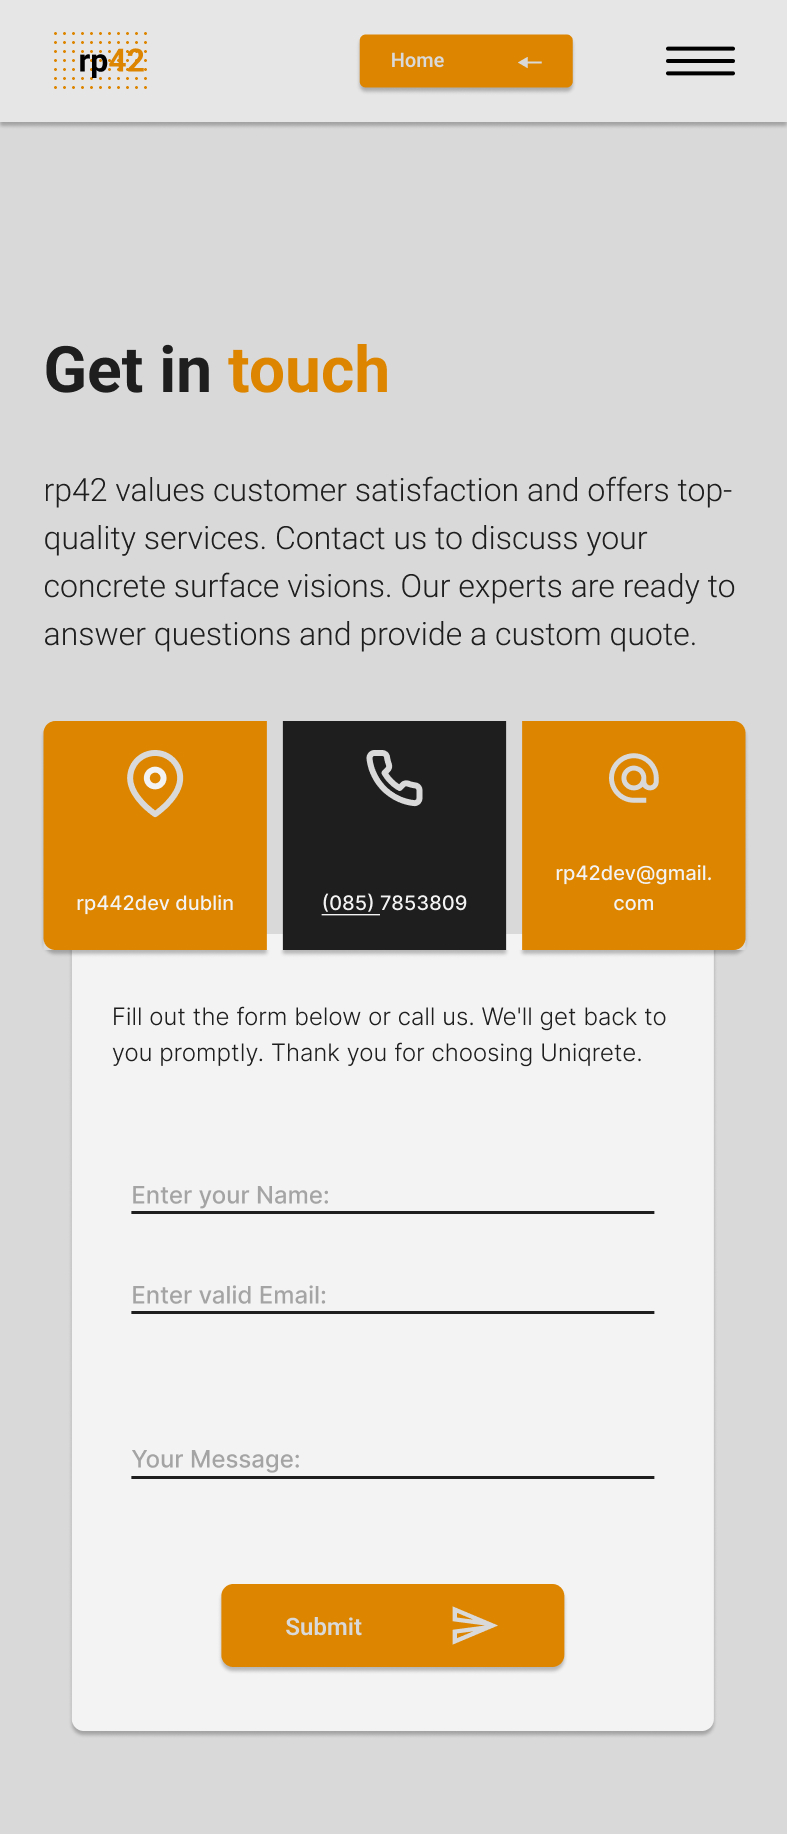 rp42
Home
Get in touch
rp42 values customer satisfaction and offers top-
quality services. Contact us to discuss your
concrete surface visions. Our experts are ready to
answer questions and provide a custom quote.
rp442dev dublin
(085) 7853809
rp42dev@gmail.
com
Fill out the form below or call us. We'll get back to
you promptly. Thank you for choosing Uniqrete.
Enter your Name:
Enter valid Email:
Your Message:
Submit